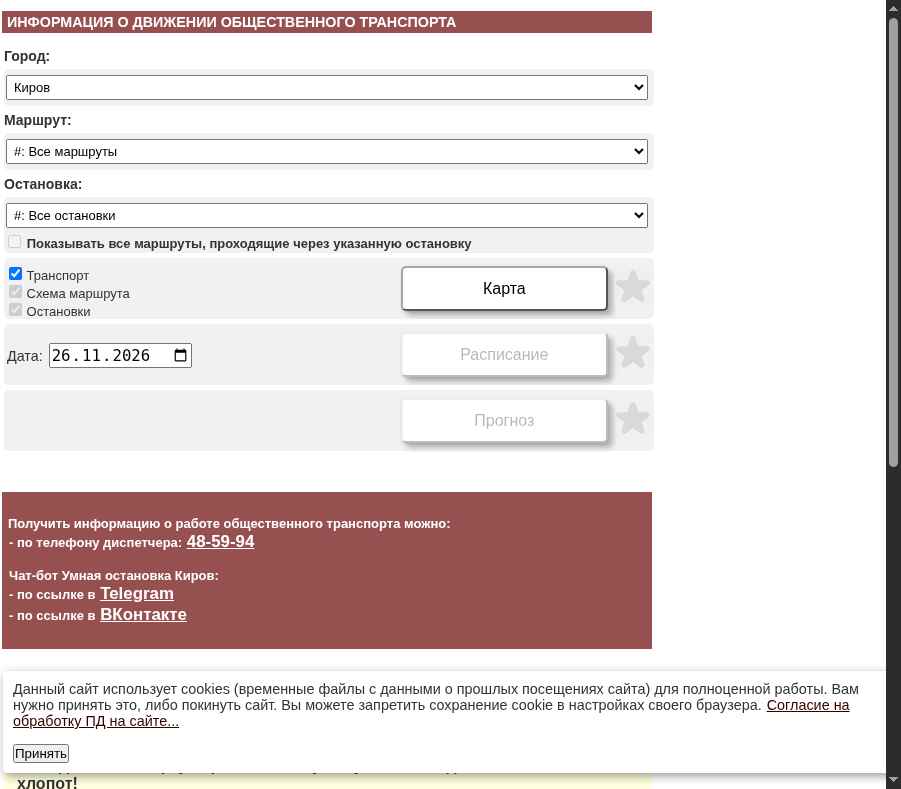 ИНФОРМАЦИЯ О ДВИЖЕНИИ ОБЩЕСТВЕННОГО ТРАНСПОРТА
Город:
Киров
Маршрут:
#: Все маршруты
Остановка:
#: Все остановки
Показывать все маршруты, проходящие через указанную остановку
Транспорт
Схема маршрута
Остановки
Карта
Дата: 26.11.2026
Расписание
Прогноз
Получить информацию о работе общественного транспорта можно:
- по телефону диспетчера: 48-59-94
Чат-бот Умная остановка Киров:
- по ссылке в Telegram
- по ссылке в ВКонтакте
Данный сайт использует cookies (временные файлы с данными о прошлых посещениях сайта) для полноценной работы. Вам
нужно принять это, либо покинуть сайт. Вы можете запретить сохранение cookie в настройках своего браузера. Согласие на
обработку ПД на сайте...
Принять
хлопот!